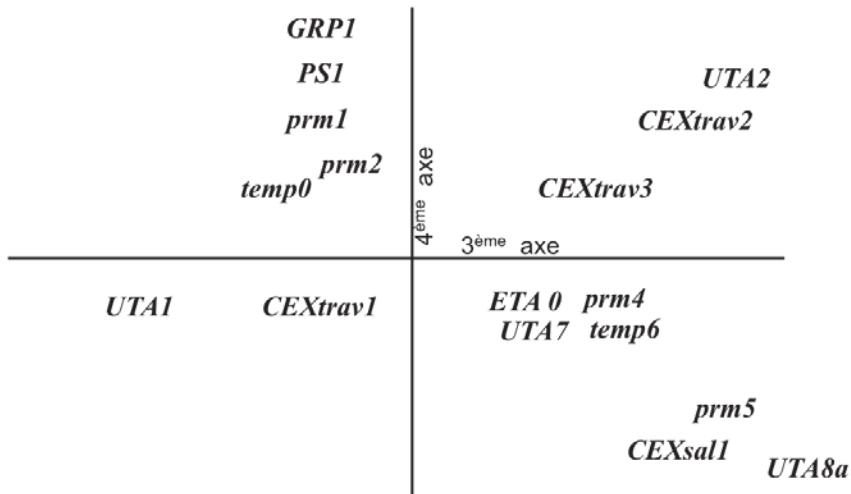 GRP1
PS1
UTA2
prm1
CEXtrav2
prm2
temp0
CEXtrav3
4ème axe
3ème axe
UTA1
CEXtrav1
ETA 0
prm4
UTA7
temp6
prm5
CEXsal1
UTA8a